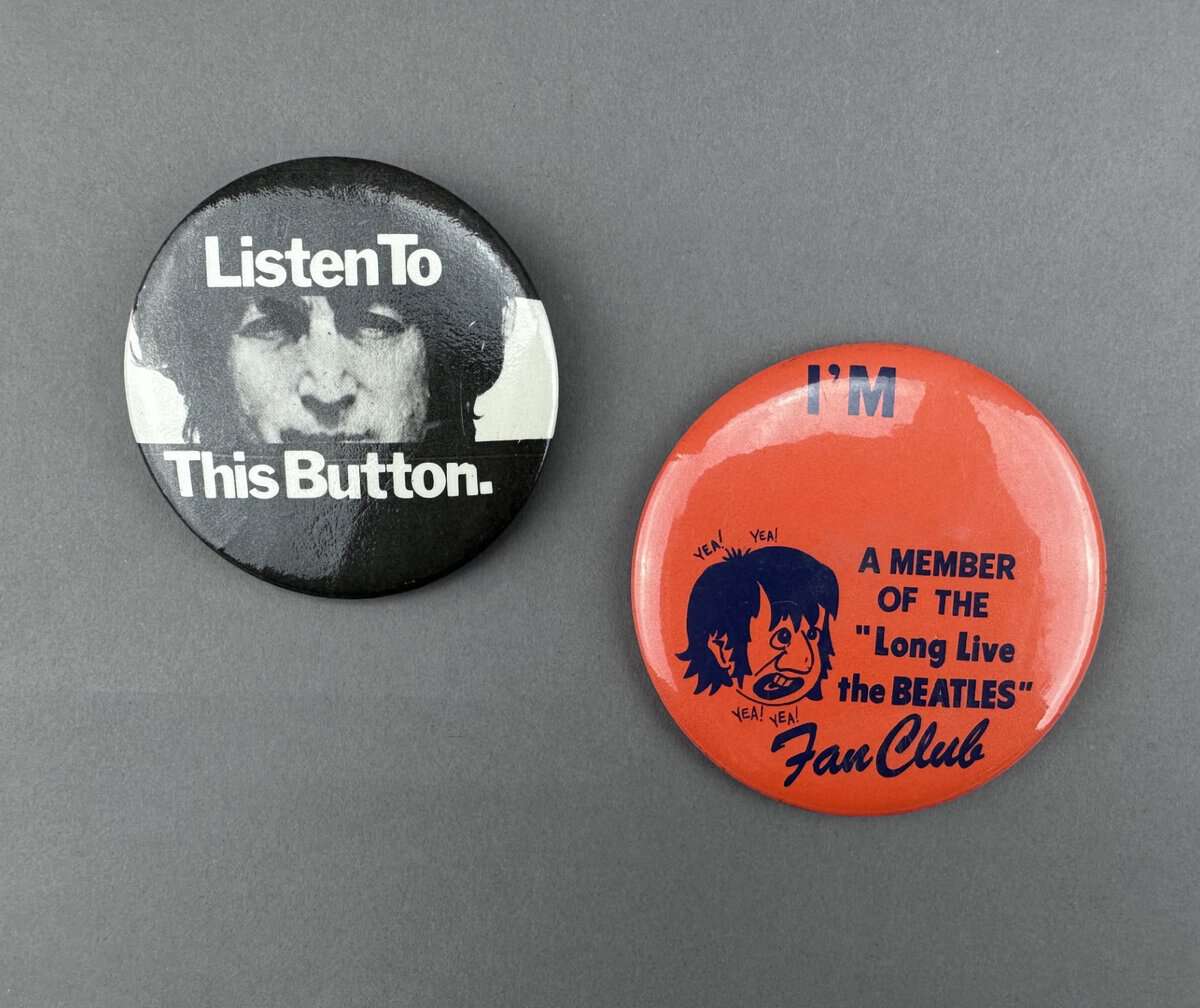 Listen To
This Button.
I'M
YEA! YEA!
A MEMBER
OF THE
"Long Live
the BEATLES"
YEA! YEA!
Fan Club